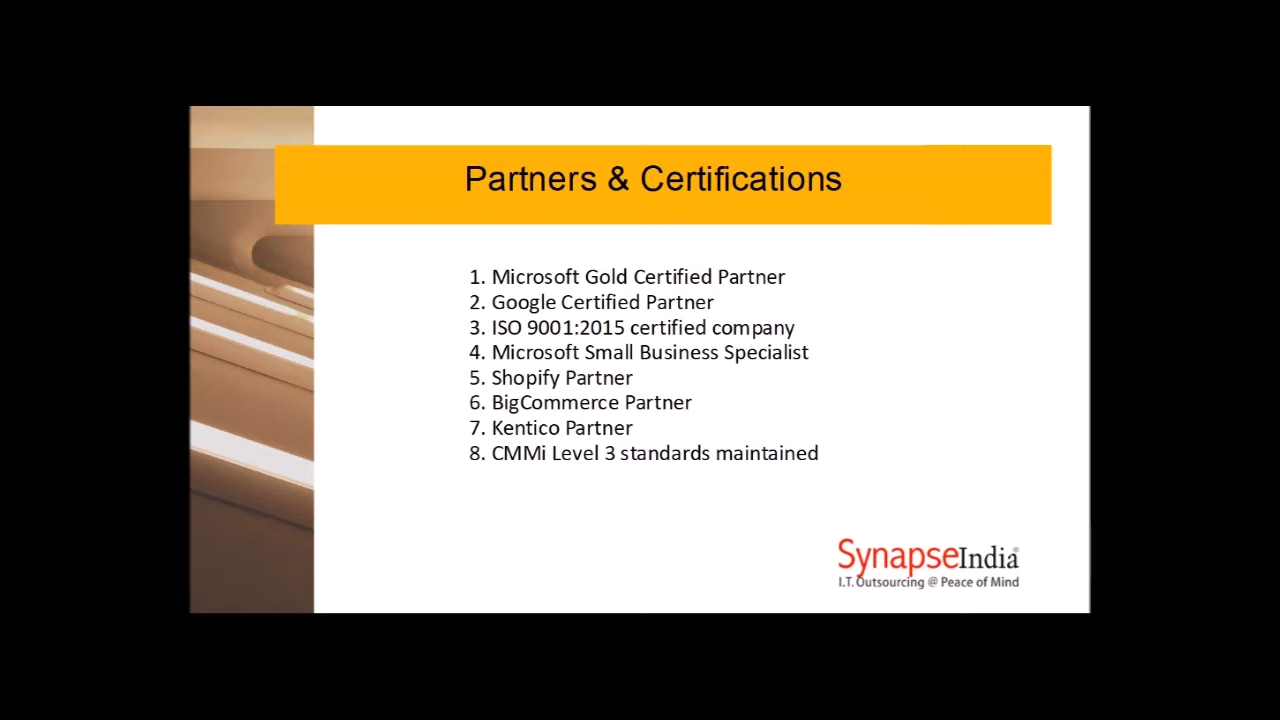 Partners & Certifications
1. Microsoft Gold Certified Partner
2. Google Certified Partner
3. ISO 9001:2015 certified company
4. Microsoft Small Business Specialist
5. Shopify Partner
6. BigCommerce Partner
7. Kentico Partner
8. CMMi Level 3 standards maintained
SynapseIndia®
I.T. Outsourcing @ Peace of Mind